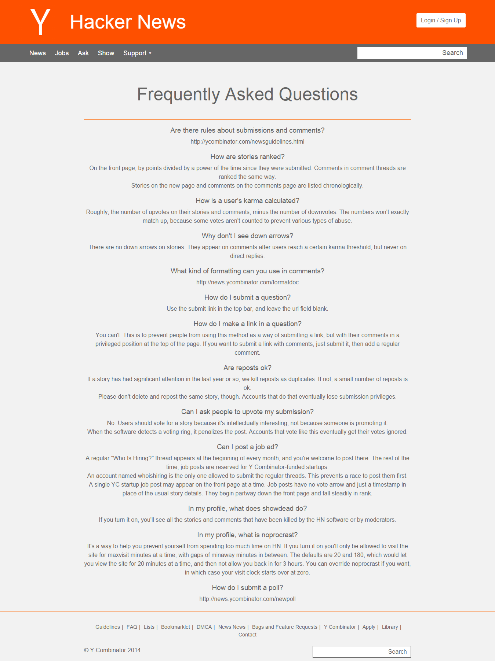 Y Hacker News
Login / Sign Up
News Jobs Ask Show Support
Search
Frequently Asked Questions
Are there rules about submissions and comments?
http://ycombinator.com/newsguidelines.html
How are stories ranked?
On the front page, by points divided by a power of the time since they were submitted. Comments in comment threads are
ranked the same way.
Stories on the new page and comments on the comments page are listed chronologically.
How is a user's karma calculated?
Roughly, the number of upvotes on their stories and comments, minus the number of downvotes. The numbers won't exactly
match up, because some votes aren't counted to prevent various types of abuse.
Why don't I see down arrows?
There are no down arrows on stories. They appear on comments after users reach a certain karma threshold, but never on
direct replies.
What kind of formatting can you use in comments?
http://news.ycombinator.com/formatdoc
How do I submit a question?
Use the submit link in the top bar, and leave the url field blank.
How do I make a link in a question?
You can't. This is to prevent people from using this method as a way of submitting a link, but with their comments in a
privileged position at the top of the page. If you want to submit a link with comments, just submit it, then add a regular
comment.
Are reposts ok?
If a story has had significant attention in the last year or so, we kill reposts as duplicates. If not, a small number of reposts is
ok.
Please don't delete and repost the same story, though. Accounts that do that eventually lose submission privileges.
Can I ask people to upvote my submission?
No. Users should vote for a story because it's intellectually interesting, not because someone is promoting it.
When the software detects a voting ring, it penalizes the post. Accounts that vote like this eventually get their votes ignored.
Can I post a job ad?
A regular "Who Is Hiring?" thread appears at the beginning of every month, and you're welcome to post there. The rest of the
time, job posts are reserved for Y Combinator-funded startups.
An account named whoishiring is the only one allowed to submit the regular threads. This prevents a race to post them first.
A single YC startup job post may appear on the front page at a time. Job posts have no vote arrow and just a timestamp in
place of the usual story details. They begin partway down the front page and fall steadily in rank.
In my profile, what does showdead do?
If you turn it on, you'll see all the stories and comments that have been killed by the HN software or by moderators.
In my profile, what is noprocrast?
It's a way to help you prevent yourself from spending too much time on HN. If you turn it on you'll only be allowed to visit the
site for maxvisit minutes at a time, with gaps of minaway minutes in between. The defaults are 20 and 180, which would let
you view the site for 20 minutes at a time, and then not allow you back in for 3 hours. You can override noprocrast if you want,
in which case your visit clock starts over at zero.
How do I submit a poll?
http://news.ycombinator.com/newpoll
Guidelines | FAQ | Lists | Bookmarklet | DMCA | News News | Bugs and Feature Requests | Y Combinator | Apply | Library |
Contact
© Y Combinator 2014
Search